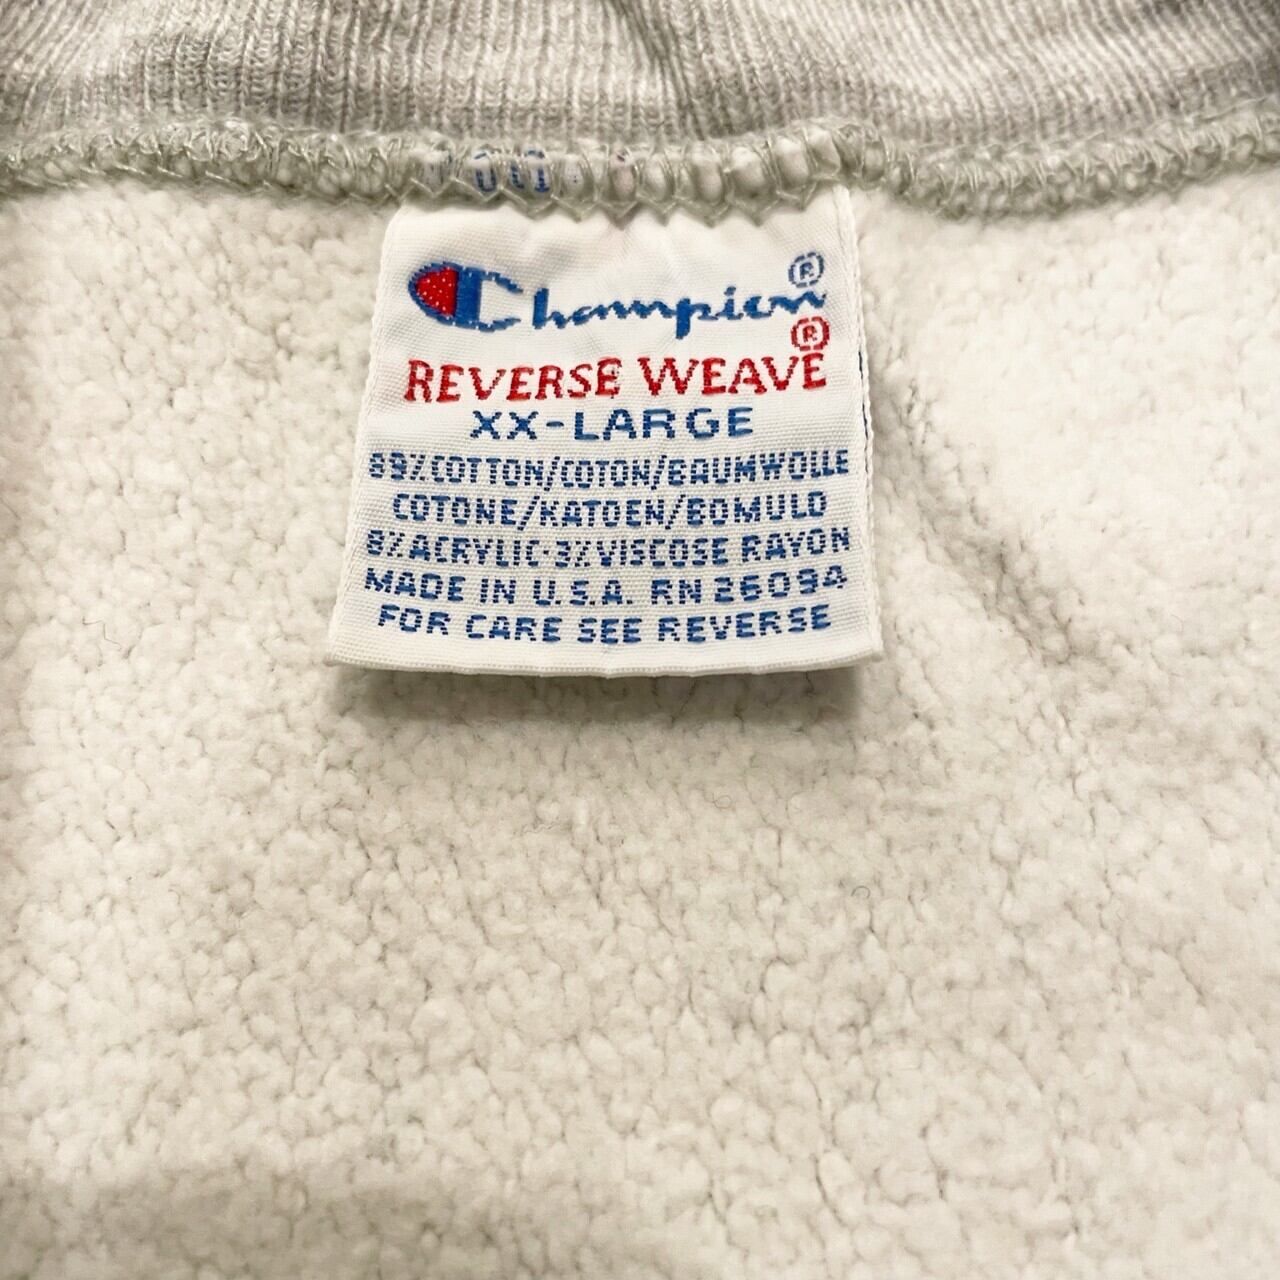 Champion®
REVERSE WEAVE®
XX-LARGE
89% COTTON/COTON/BAUMWOLLE
COTONE/KATOEN/BOMULD
8% ACRYLIC-3% VISCOSE RAYON
MADE IN U.S.A. RN 26094
FOR CARE SEE REVERSE